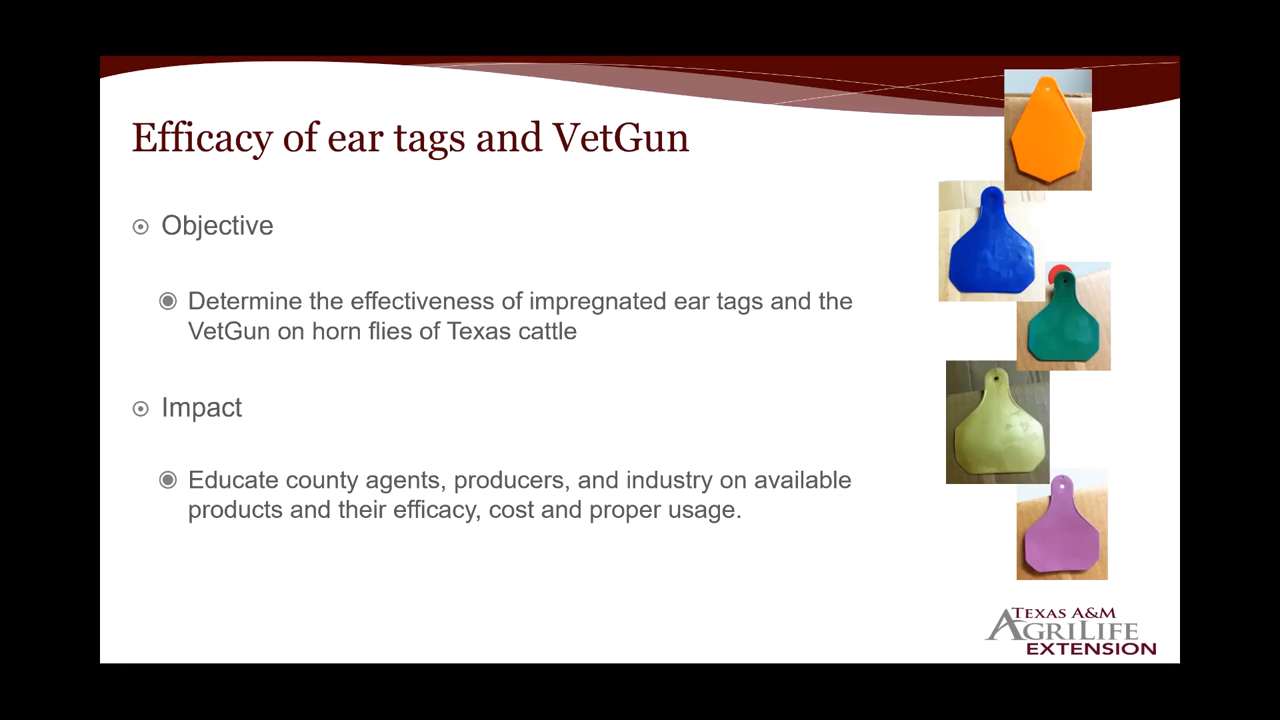 Efficacy of ear tags and VetGun
Objective
Determine the effectiveness of impregnated ear tags and the
VetGun on horn flies of Texas cattle
Impact
Educate county agents, producers, and industry on available
products and their efficacy, cost and proper usage.
TEXAS A&M
AGRILIFE
EXTENSION